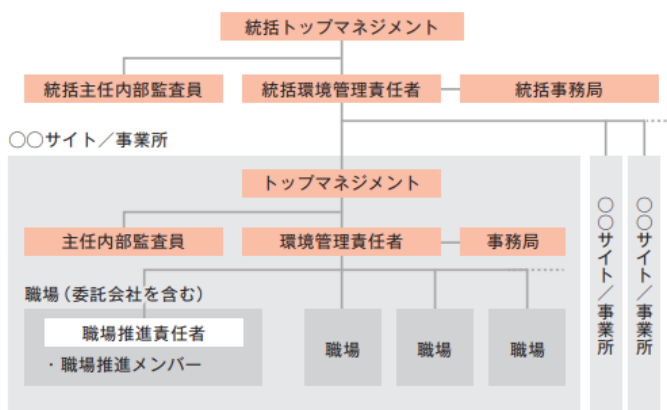 統括トップマネジメント
統括主任内部監査員
統括環境管理責任者
統括事務局
○○サイト／事業所
トップマネジメント
主任内部監査員
環境管理責任者
事務局
職場（委託会社を含む）
職場推進責任者
・職場推進メンバー
職場
職場
職場
○○サイト／事業所
○○サイト／事業所